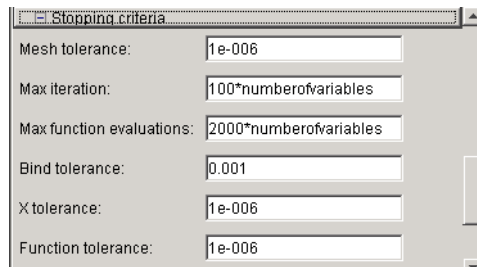 Stopping criteria
Mesh tolerance: 1e-006
Max iteration: 100*numberofvariables
Max function evaluations: 2000*numberofvariables
Bind tolerance: 0.001
X tolerance: 1e-006
Function tolerance: 1e-006